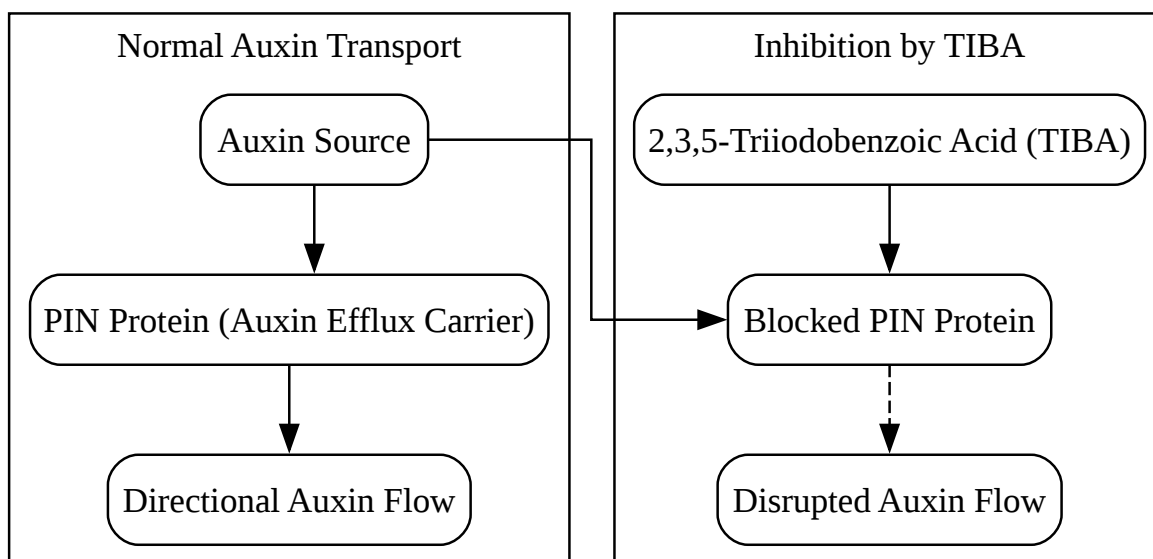 Normal Auxin Transport
Auxin Source
PIN Protein (Auxin Efflux Carrier)
Directional Auxin Flow
Inhibition by TIBA
2,3,5-Triiodobenzoic Acid (TIBA)
Blocked PIN Protein
Disrupted Auxin Flow